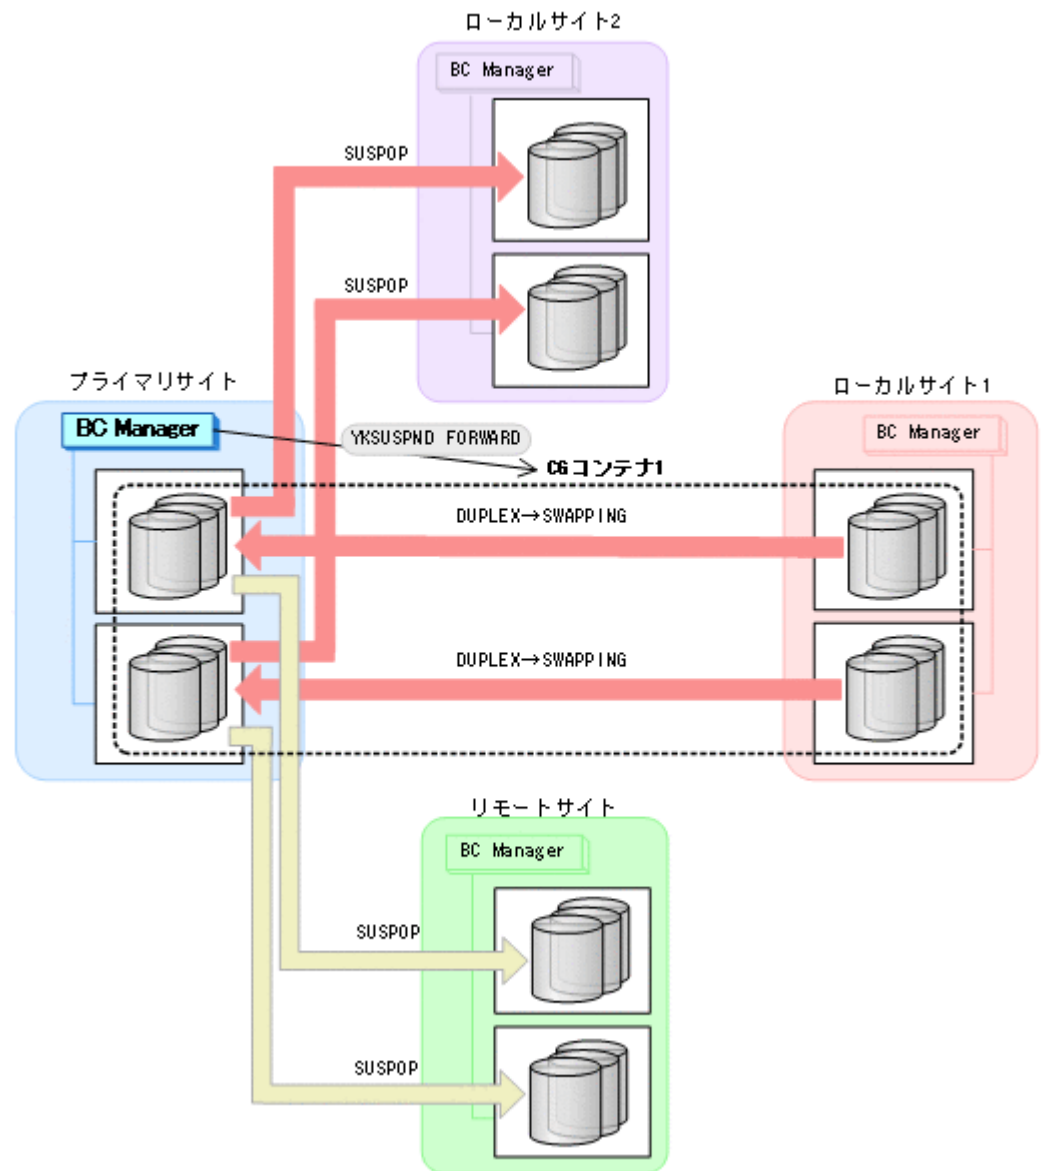 ローカルサイト2
BC Manager
SUSPOP
SUSPOP
プライマリサイト
ローカルサイト1
BC Manager
YKSUSPND FORWARD
BC Manager
CGコンテナ1
DUPLEX→SWAPPING
DUPLEX→SWAPPING
リモートサイト
BC Manager
SUSPOP
SUSPOP